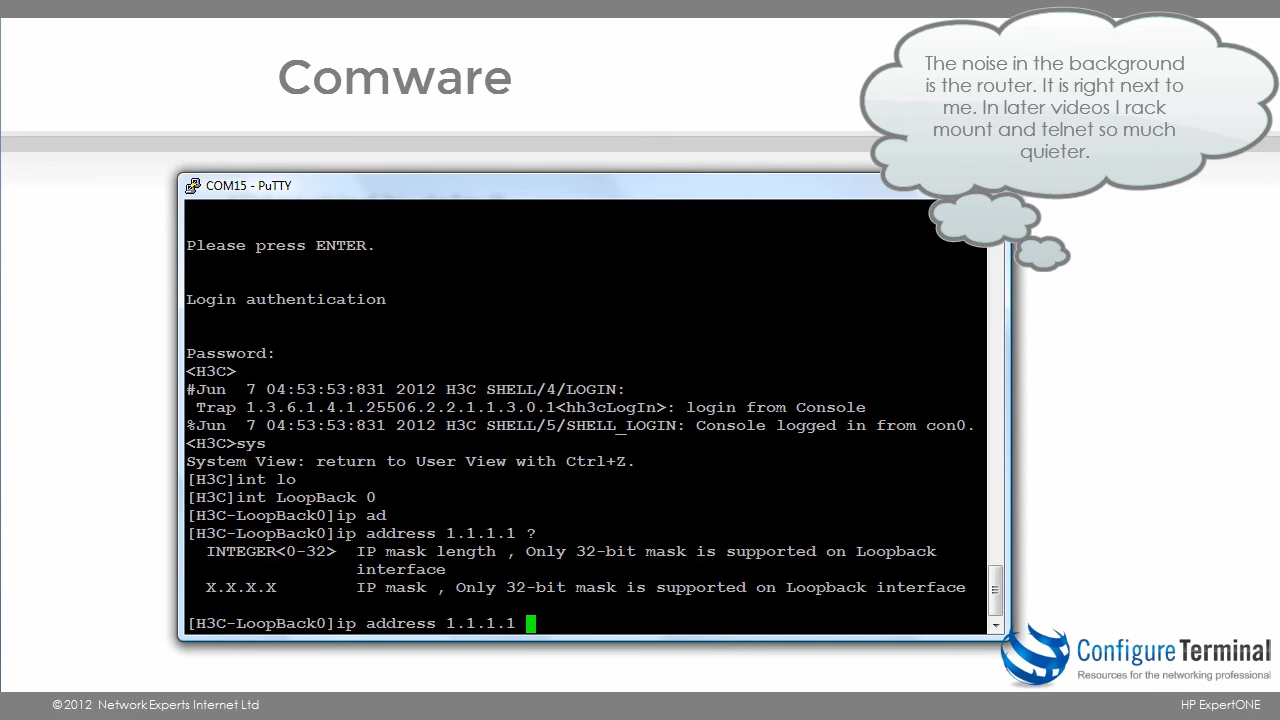 Comware
The noise in the background
is the router. It is right next to
me. In later videos I rack
mount and telnet so much
quieter.
COM15 - PuTTY
Please press ENTER.
Login authentication
Password:
<H3C>
#Jun  7 04:53:53:831 2012 H3C SHELL/4/LOGIN:
 Trap 1.3.6.1.4.1.25506.2.2.1.1.3.0.1<hh3cLogIn>: login from Console
%Jun  7 04:53:53:831 2012 H3C SHELL/5/SHELL_LOGIN: Console logged in from con0.
<H3C>sys
System View: return to User View with Ctrl+Z.
[H3C]int lo
[H3C]int LoopBack 0
[H3C-LoopBack0]ip ad
[H3C-LoopBack0]ip address 1.1.1.1 ?
  INTEGER<0-32>  IP mask length , Only 32-bit mask is supported on Loopback
                 interface
  X.X.X.X        IP mask , Only 32-bit mask is supported on Loopback interface
[H3C-LoopBack0]ip address 1.1.1.1
Configure Terminal
Resources for the networking professional
©2012 Network Experts Internet Ltd
HP ExpertONE